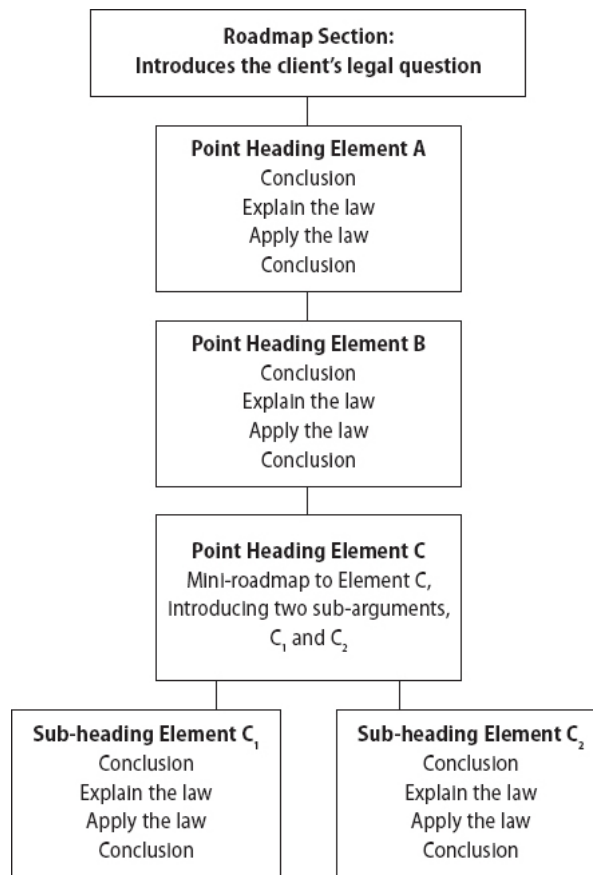 Roadmap Section:
Introduces the client's legal question
Point Heading Element A
Conclusion
Explain the law
Apply the law
Conclusion
Point Heading Element B
Conclusion
Explain the law
Apply the law
Conclusion
Point Heading Element C
Mini-roadmap to Element C,
introducing two sub-arguments,
C₁ and C₂
Sub-heading Element C₁
Conclusion
Explain the law
Apply the law
Conclusion
Sub-heading Element C₂
Conclusion
Explain the law
Apply the law
Conclusion